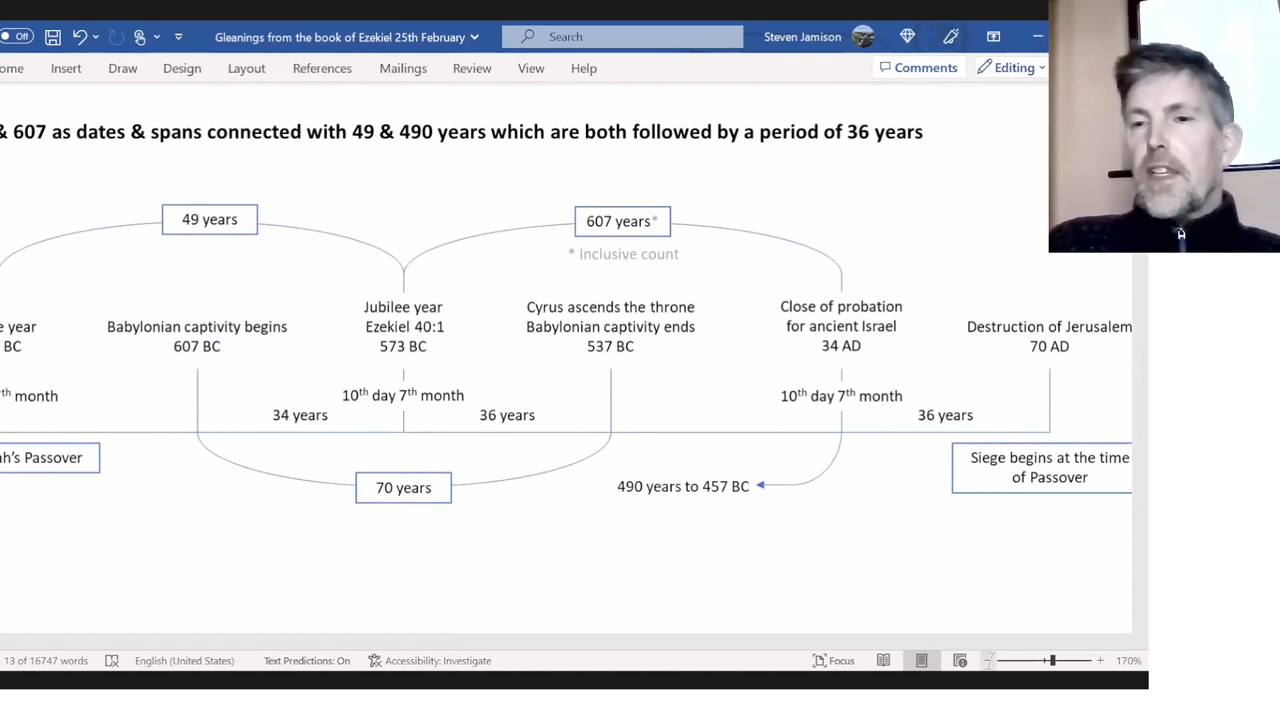 Off
Gleanings from the book of Ezekiel 25th February
Search
Steven Jamison
ome Insert Draw Design Layout References Mailings Review View Help
Comments Editing
& 607 as dates & spans connected with 49 & 490 years which are both followed by a period of 36 years
49 years
607 years*
* Inclusive count
e year
BC
Babylonian captivity begins
607 BC
Jubilee year
Ezekiel 40:1
573 BC
Cyrus ascends the throne
Babylonian captivity ends
537 BC
Close of probation
for ancient Israel
34 AD
Destruction of Jerusalem
70 AD
th month
10th day 7th month
10th day 7th month
34 years
36 years
36 years
ah's Passover
Siege begins at the time
of Passover
70 years
490 years to 457 BC
13 of 16747 words
English (United States)
Text Predictions: On
Accessibility: Investigate
Focus
170%